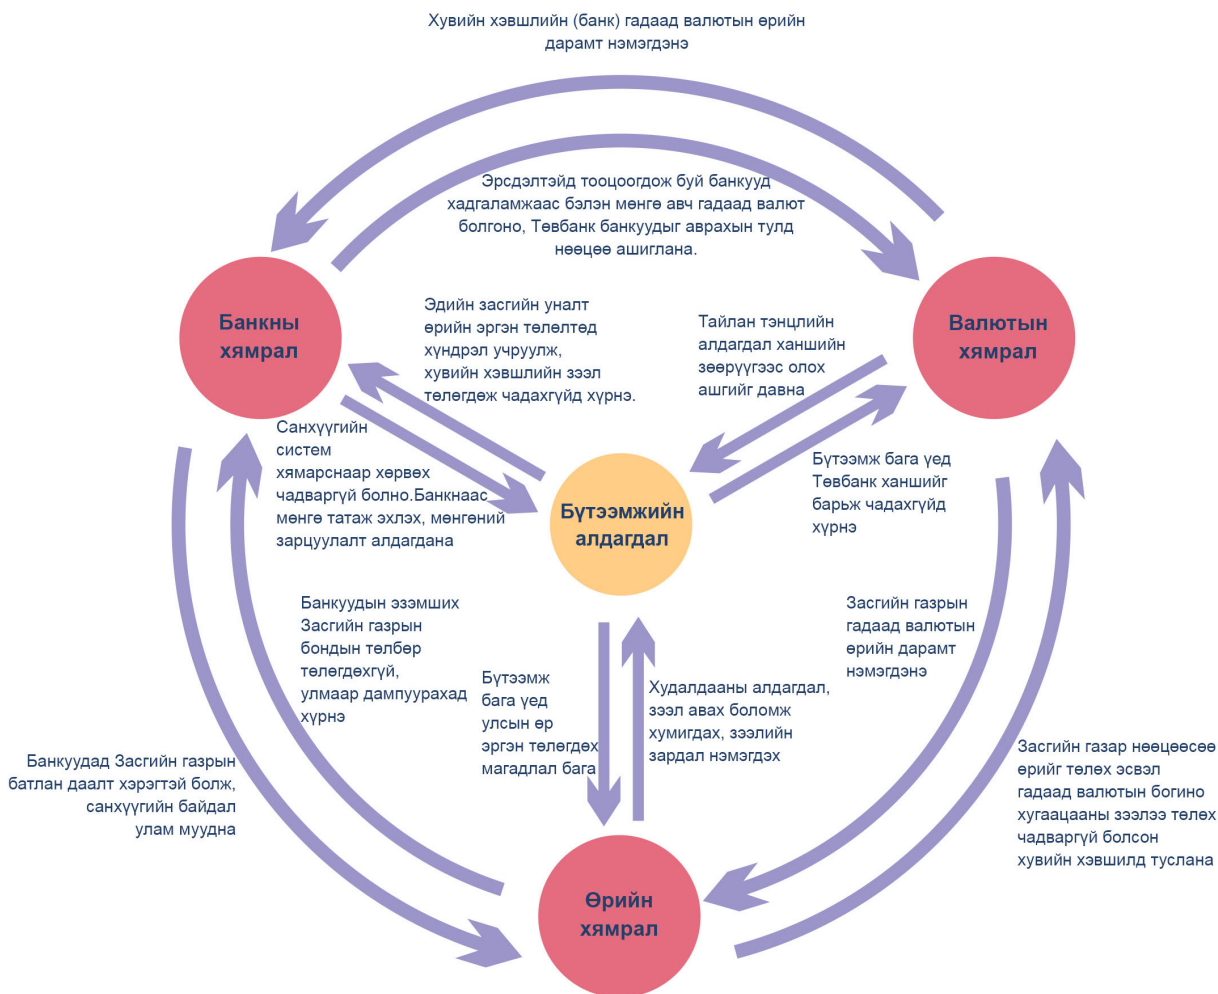 Хувийн хэвшлийн (банк) гадаад валютын өрийн
дарамт нэмэгдэнэ
Эрсдэлтэйд тооцоогдож буй банкууд
хадгаламжаас бэлэн мөнгө авч гадаад валют
болгоно, Төвбанк банкуудыг аврахын тулд
нөөцөө ашиглана.
Банкны
хямрал
Эдийн засгийн уналт
өрийн эргэн төлөлтөд
хүндрэл учруулж,
хувийн хэвшлийн зээл
төлөгдөж чадахгүйд хүрнэ.
Тайлан тэнцлийн
алдагдал ханшийн
зөөрүүгээс олох
ашгийг давна
Валютын
хямрал
Санхүүгийн
систем
хямарснаар хөрвөх
чадваргүй болно.Банкнаас
мөнгө татаж эхлэх, мөнгөний
зарцуулалт алдагдана
Бүтээмжийн
алдагдал
Бүтээмж бага үед
Төвбанк ханшийг
барьж чадахгүйд
хүрнэ
Банкуудын эзэмших
Засгийн газрын
бондын төлбөр
төлөгдөхгүй,
улмаар дампуурахад
хүрнэ
Бүтээмж
бага үед
улсын өр
эргэн төлөгдөх
магадлал бага
Худалдааны алдагдал,
зээл авах боломж
хумигдах, зээлийн
зардал нэмэгдэх
Засгийн газрын
гадаад валютын
өрийн дарамт
нэмэгдэнэ
Банкуудад Засгийн газрын
батлан даалт хэрэгтэй болж,
санхүүгийн байдал
улам муудна
Засгийн газар нөөцөөсөө
өрийг төлөх эсвэл
гадаад валютын богино
хугаацааны зээлээ төлөх
чадваргүй болсон
хувийн хэвшилд туслана
Өрийн
хямрал